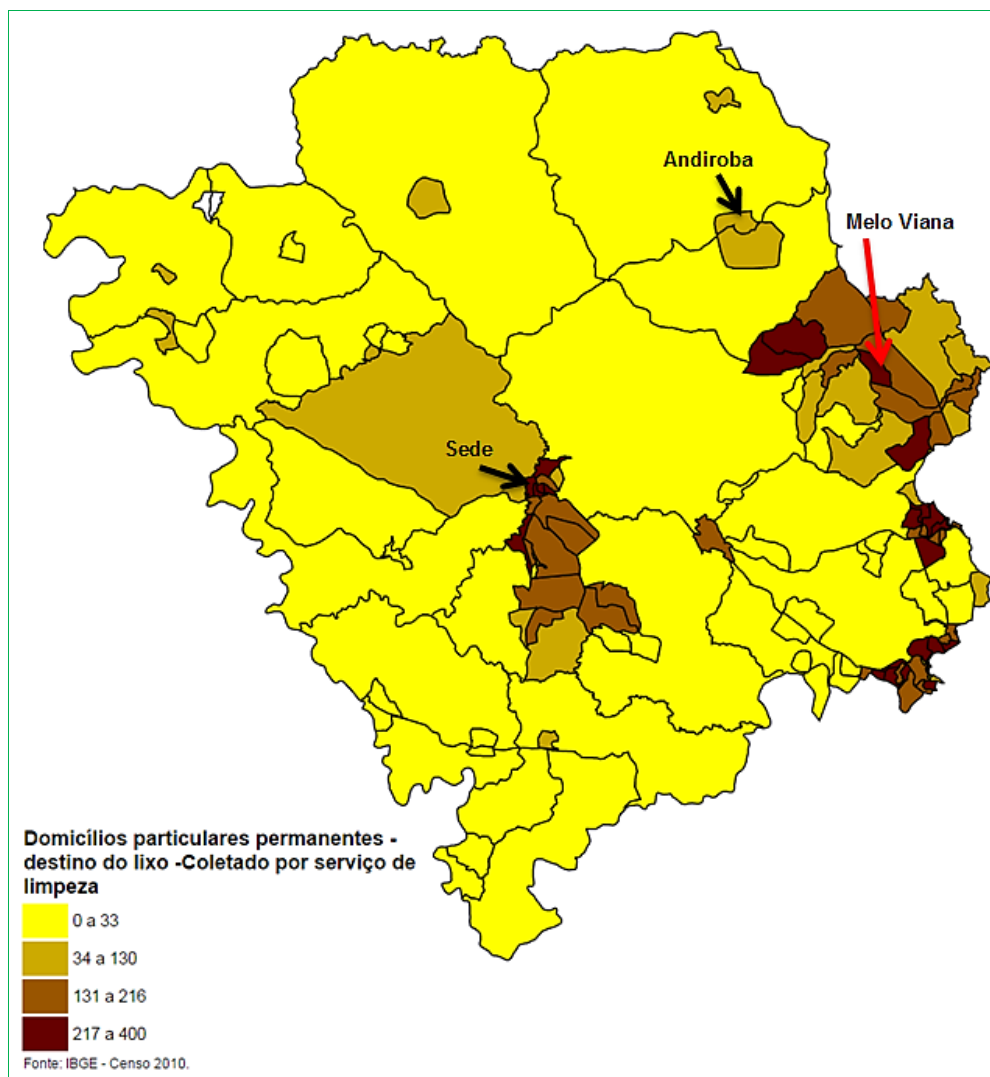 Andiroba
Melo Viana
Sede
Domicílios particulares permanentes -
destino do lixo -Coletado por serviço de
limpeza
0 a 33
34 a 130
131 a 216
217 a 400
Fonte: IBGE - Censo 2010.